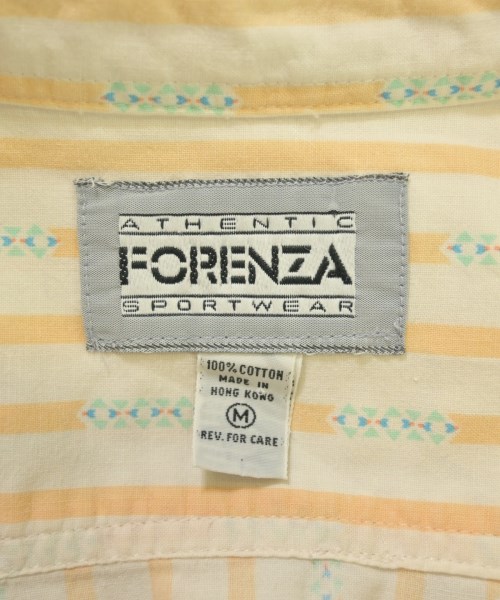 ATHENTIC
FORENZA
SPORTWEAR
100% COTTON
MADE IN
HONG KONG
M
REV. FOR CARE